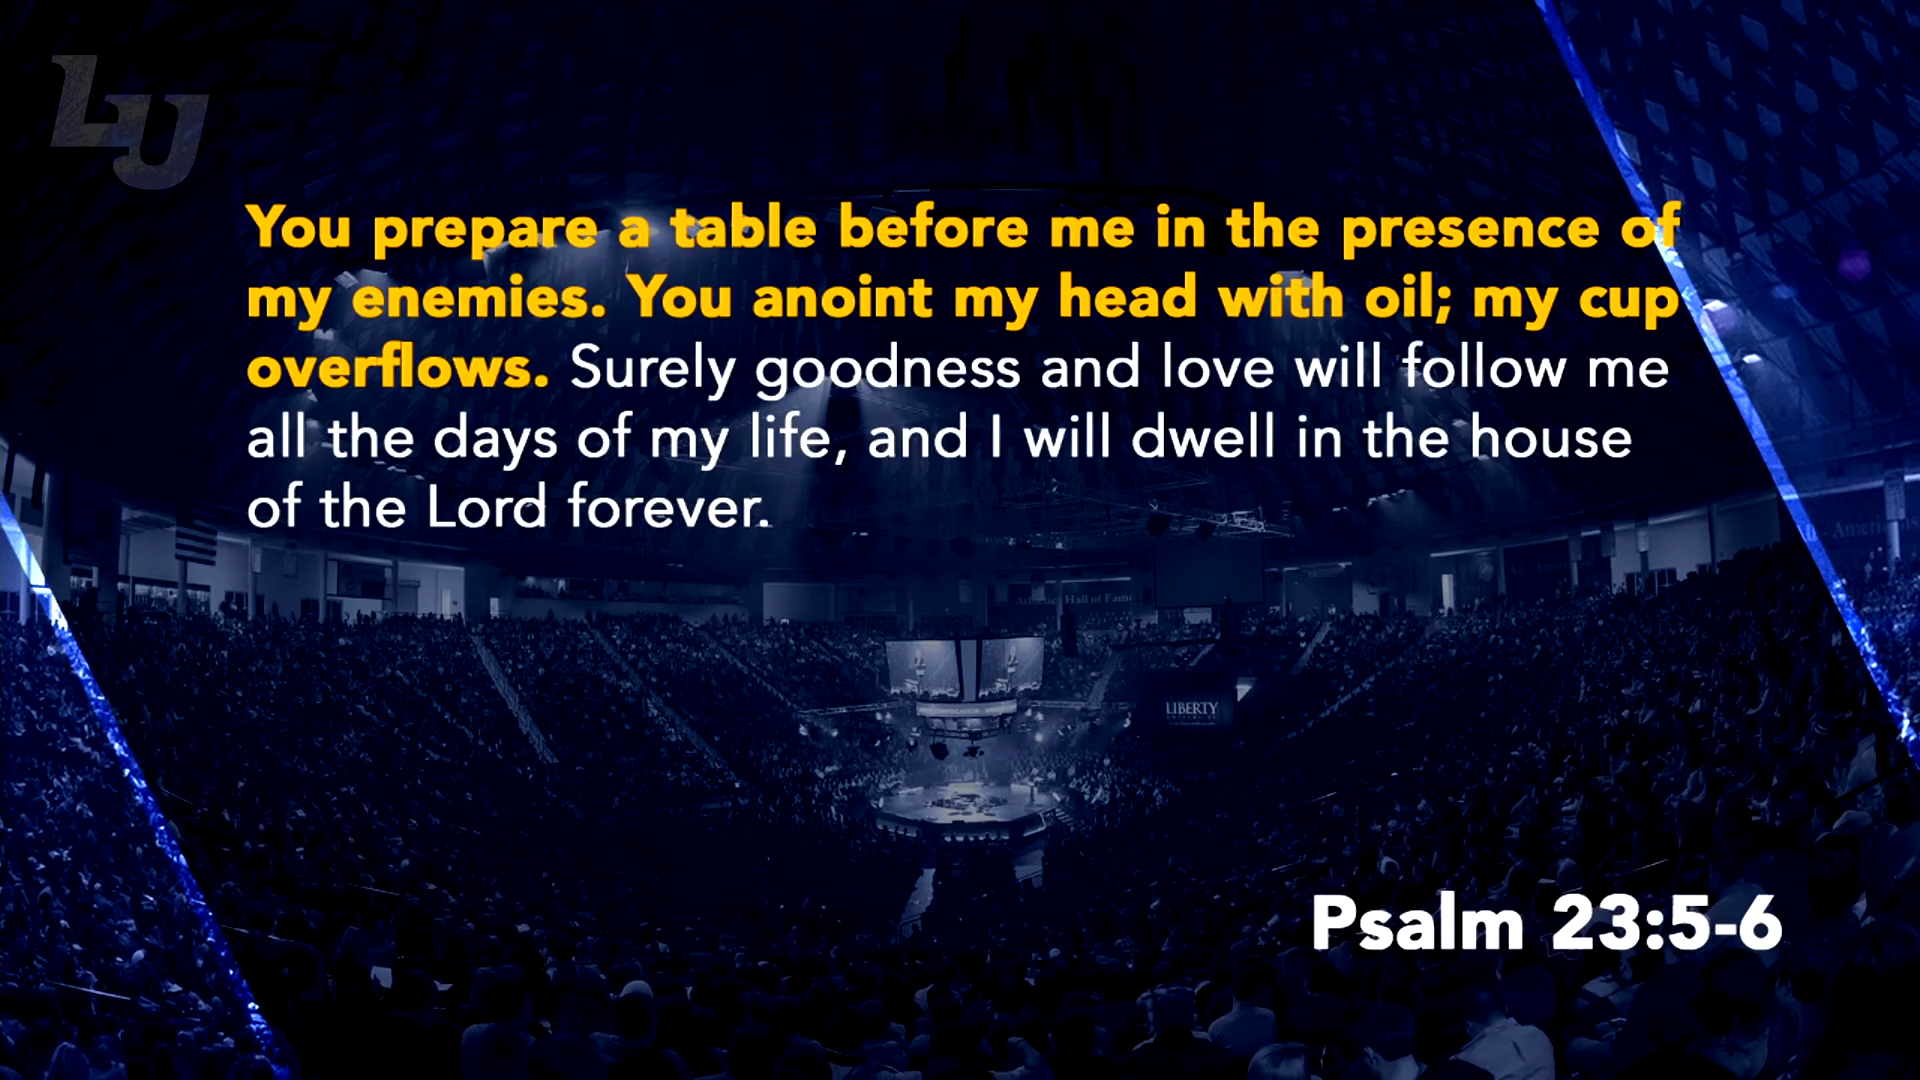 LU
You prepare a table before me in the presence of
my enemies. You anoint my head with oil; my cup
overflows. Surely goodness and love will follow me
all the days of my life, and I will dwell in the house
of the Lord forever.
Hall of Fame
LIBERTY
UNIVERSITY
Psalm 23:5-6